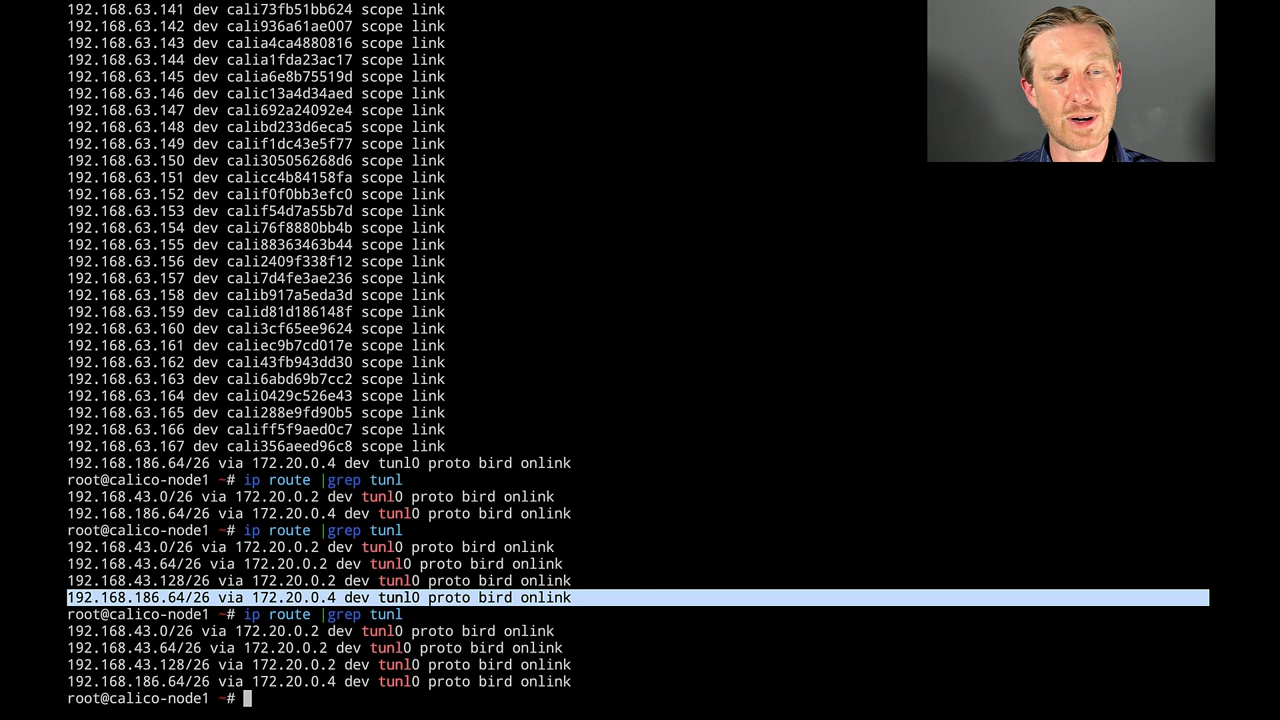 192.168.63.141 dev cali73fb51bb624 scope link
192.168.63.142 dev cali936a61ae007 scope link
192.168.63.143 dev calia4ca4880816 scope link
192.168.63.144 dev calia1fda23ac17 scope link
192.168.63.145 dev calia6e8b75519d scope link
192.168.63.146 dev calic13a4d34aed scope link
192.168.63.147 dev cali692a24092e4 scope link
192.168.63.148 dev calibd233d6eca5 scope link
192.168.63.149 dev calif1dc43e5f77 scope link
192.168.63.150 dev cali305056268d6 scope link
192.168.63.151 dev calicc4b84158fa scope link
192.168.63.152 dev calif0f0bb3efc0 scope link
192.168.63.153 dev calif54d7a55b7d scope link
192.168.63.154 dev cali76f8880bb4b scope link
192.168.63.155 dev cali88363463b44 scope link
192.168.63.156 dev cali2409f338f12 scope link
192.168.63.157 dev cali7d4fe3ae236 scope link
192.168.63.158 dev calib917a5eda3d scope link
192.168.63.159 dev calid81d186148f scope link
192.168.63.160 dev cali3cf65ee9624 scope link
192.168.63.161 dev caliec9b7cd017e scope link
192.168.63.162 dev cali43fb943dd30 scope link
192.168.63.163 dev cali6abd69b7cc2 scope link
192.168.63.164 dev cali0429c526e43 scope link
192.168.63.165 dev cali288e9fd90b5 scope link
192.168.63.166 dev califf5f9aed0c7 scope link
192.168.63.167 dev cali356aeed96c8 scope link
192.168.186.64/26 via 172.20.0.4 dev tunl0 proto bird onlink
root@calico-node1 ~# ip route |grep tunl
192.168.43.0/26 via 172.20.0.2 dev tunl0 proto bird onlink
192.168.186.64/26 via 172.20.0.4 dev tunl0 proto bird onlink
root@calico-node1 ~# ip route |grep tunl
192.168.43.0/26 via 172.20.0.2 dev tunl0 proto bird onlink
192.168.43.64/26 via 172.20.0.2 dev tunl0 proto bird onlink
192.168.43.128/26 via 172.20.0.2 dev tunl0 proto bird onlink
192.168.186.64/26 via 172.20.0.4 dev tunl0 proto bird onlink
root@calico-node1 ~# ip route |grep tunl
192.168.43.0/26 via 172.20.0.2 dev tunl0 proto bird onlink
192.168.43.64/26 via 172.20.0.2 dev tunl0 proto bird onlink
192.168.43.128/26 via 172.20.0.2 dev tunl0 proto bird onlink
192.168.186.64/26 via 172.20.0.4 dev tunl0 proto bird onlink
root@calico-node1 ~#